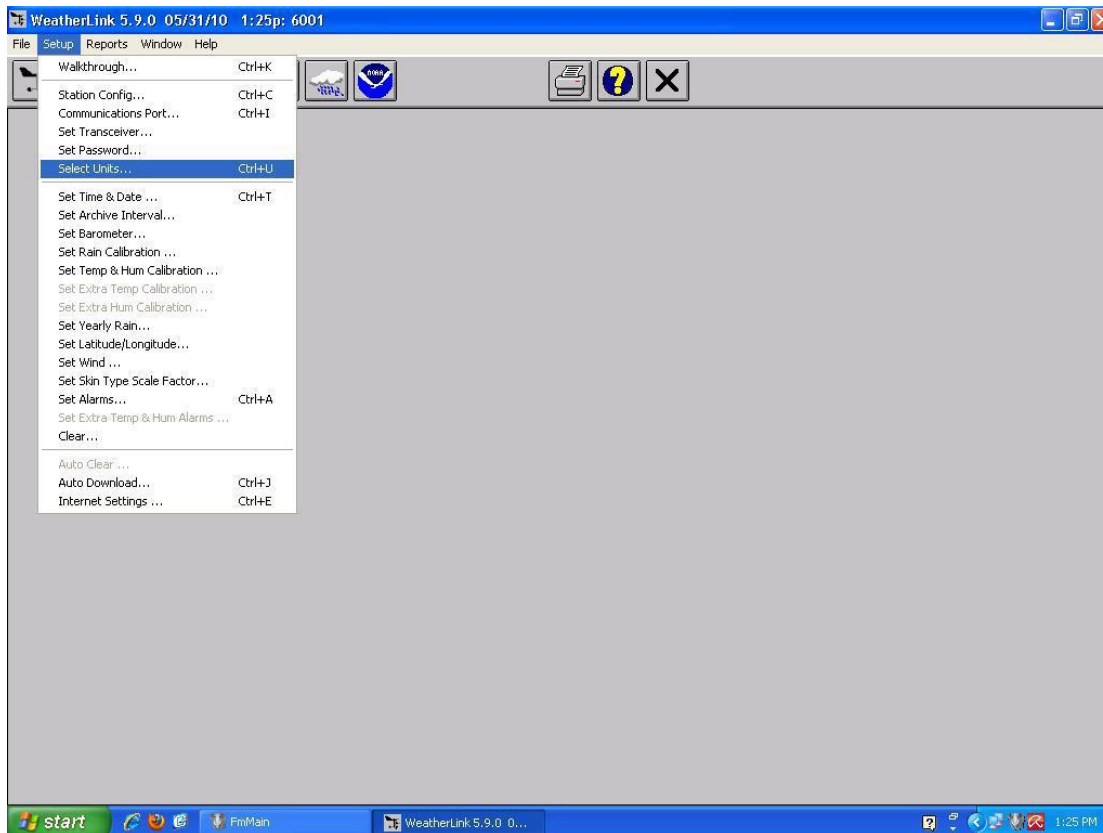 WeatherLink 5.9.0 05/31/10 1:25p: 6001
File Setup Reports Window Help
NOAA
Walkthrough... Ctrl+K
Station Config... Ctrl+C
Communications Port... Ctrl+I
Set Transceiver...
Set Password...
Select Units... Ctrl+U
Set Time & Date ... Ctrl+T
Set Archive Interval...
Set Barometer...
Set Rain Calibration ...
Set Temp & Hum Calibration ...
Set Extra Temp Calibration ...
Set Extra Hum Calibration ...
Set Yearly Rain...
Set Latitude/Longitude...
Set Wind ...
Set Skin Type Scale Factor...
Set Alarms... Ctrl+A
Set Extra Temp & Hum Alarms ...
Clear...
Auto Clear ...
Auto Download... Ctrl+J
Internet Settings ... Ctrl+E
start FmMain WeatherLink 5.9.0 0... 1:25 PM